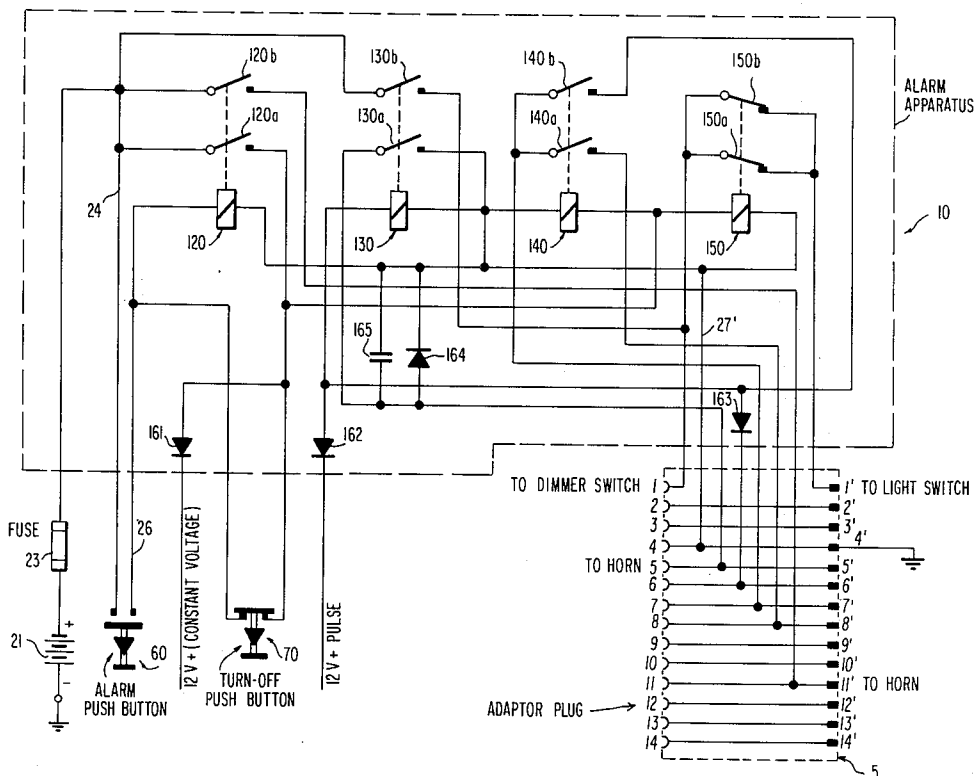 120b
130b
140b
150b
ALARM
APPARATUS
120a
130a
140a
150a
24
10
120
130
140
150
165
164
27'
163
161
162
FUSE
23
26
12 V + (CONSTANT VOLTAGE)
12 V + PULSE
21
+
−
60
ALARM
PUSH BUTTON
70
TURN-OFF
PUSH BUTTON
TO DIMMER SWITCH 1
1' TO LIGHT SWITCH
2 2'
3 3'
4 4'
TO HORN 5 5'
6 6'
7 7'
8 8'
9 9'
10 10'
11 11' TO HORN
12 12'
ADAPTOR PLUG
13 13'
14 14'
5